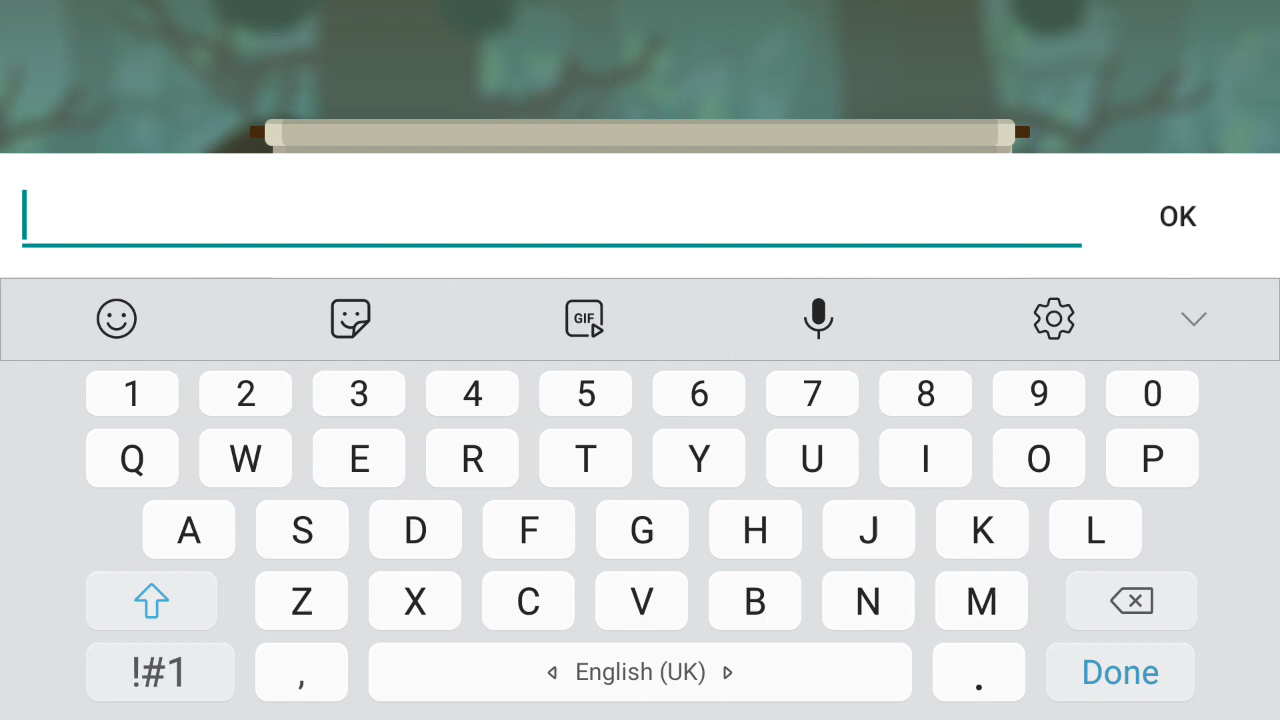 OK
GIF
1 2 3 4 5 6 7 8 9 0
Q W E R T Y U I O P
A S D F G H J K L
Z X C V B N M
!#1 , English (UK) . Done